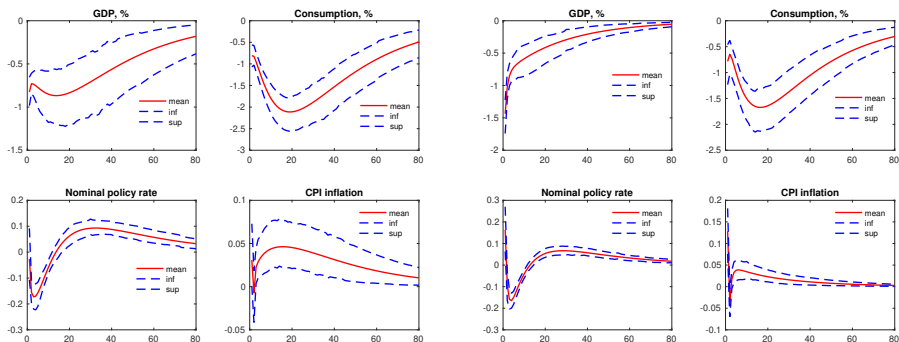 GDP, %
0
-0.5
-1
-1.5
0 20 40 60 80
mean
inf
sup
Consumption, %
0
-0.5
-1
-1.5
-2
-2.5
-3
0 20 40 60 80
mean
inf
sup
GDP, %
0
-0.5
-1
-1.5
-2
0 20 40 60 80
mean
inf
sup
Consumption, %
0
-0.5
-1
-1.5
-2
-2.5
0 20 40 60 80
mean
inf
sup
Nominal policy rate
0.2
0.1
0
-0.1
-0.2
-0.3
0 20 40 60 80
mean
inf
sup
CPI inflation
0.1
0.05
0
-0.05
0 20 40 60 80
mean
inf
sup
Nominal policy rate
0.3
0.2
0.1
0
-0.1
-0.2
-0.3
0 20 40 60 80
mean
inf
sup
CPI inflation
0.2
0.15
0.1
0.05
0
-0.05
-0.1
0 20 40 60 80
mean
inf
sup